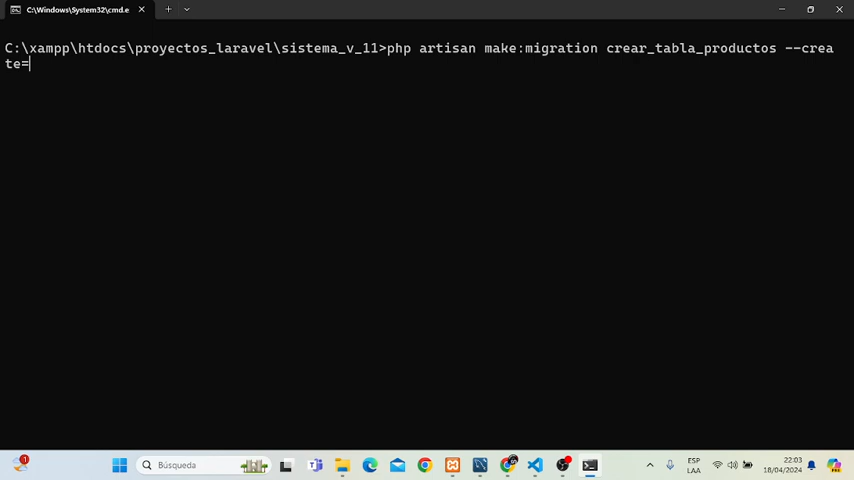 C:\Windows\System32\cmd.e
C:\xampp\htdocs\proyectos_laravel\sistema_v_11>php artisan make:migration crear_tabla_productos --crea
te=
1
Búsqueda
ESP
LAA
22:03
18/04/2024